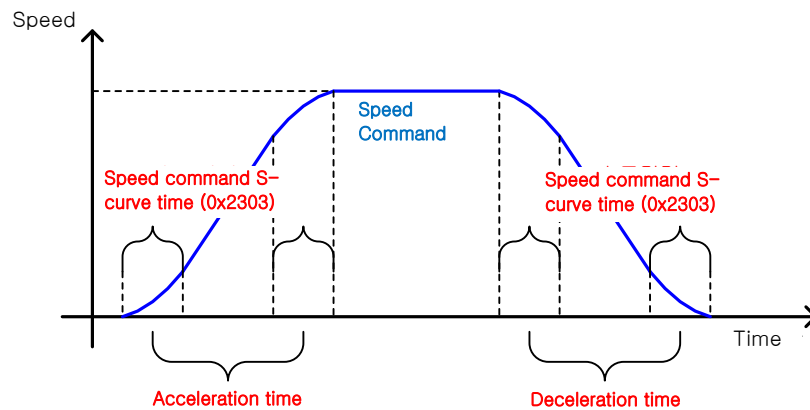 Speed
Speed
Command
Speed command S-
curve time (0x2303)
Speed command S-
curve time (0x2303)
Time
Acceleration time
Deceleration time